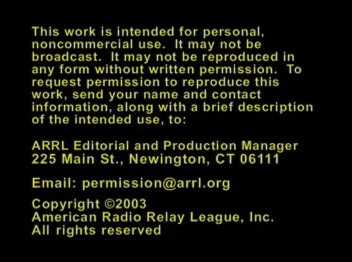 This work is intended for personal,
noncommercial use. It may not be
broadcast. It may not be reproduced in
any form without written permission. To
request permission to reproduce this
work, send your name and contact
information, along with a brief description
of the intended use, to:
ARRL Editorial and Production Manager
225 Main St., Newington, CT 06111
Email: permission@arrl.org
Copyright ©2003
American Radio Relay League, Inc.
All rights reserved